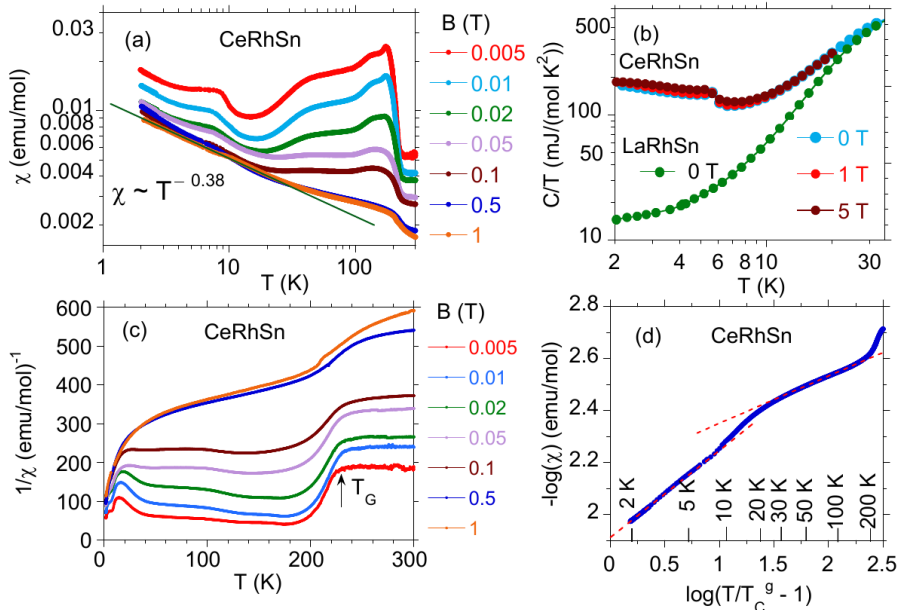 (a) CeRhSn
B (T)
0.005
0.01
0.02
0.05
0.1
0.5
1
0.03
0.01
0.008
0.006
0.004
0.002
χ (emu/mol)
χ ~ T^− 0.38
1 10 100
T (K)
(b)
CeRhSn
LaRhSn
0 T
0 T
1 T
5 T
500
100
50
10
C/T (mJ/(mol K²))
2 4 6 8 10 30
T (K)
(c) CeRhSn
B (T)
0.005
0.01
0.02
0.05
0.1
0.5
1
600
500
400
300
200
100
0
1/χ (emu/mol)⁻¹
T_G
0 100 200 300
T (K)
CeRhSn (d)
2.8
2.6
2.4
2.2
2
-log(χ) (emu/mol)
2 K
5 K
10 K
20 K
30 K
50 K
100 K
200 K
0 0.5 1 1.5 2 2.5
log(T/T_C^g - 1)